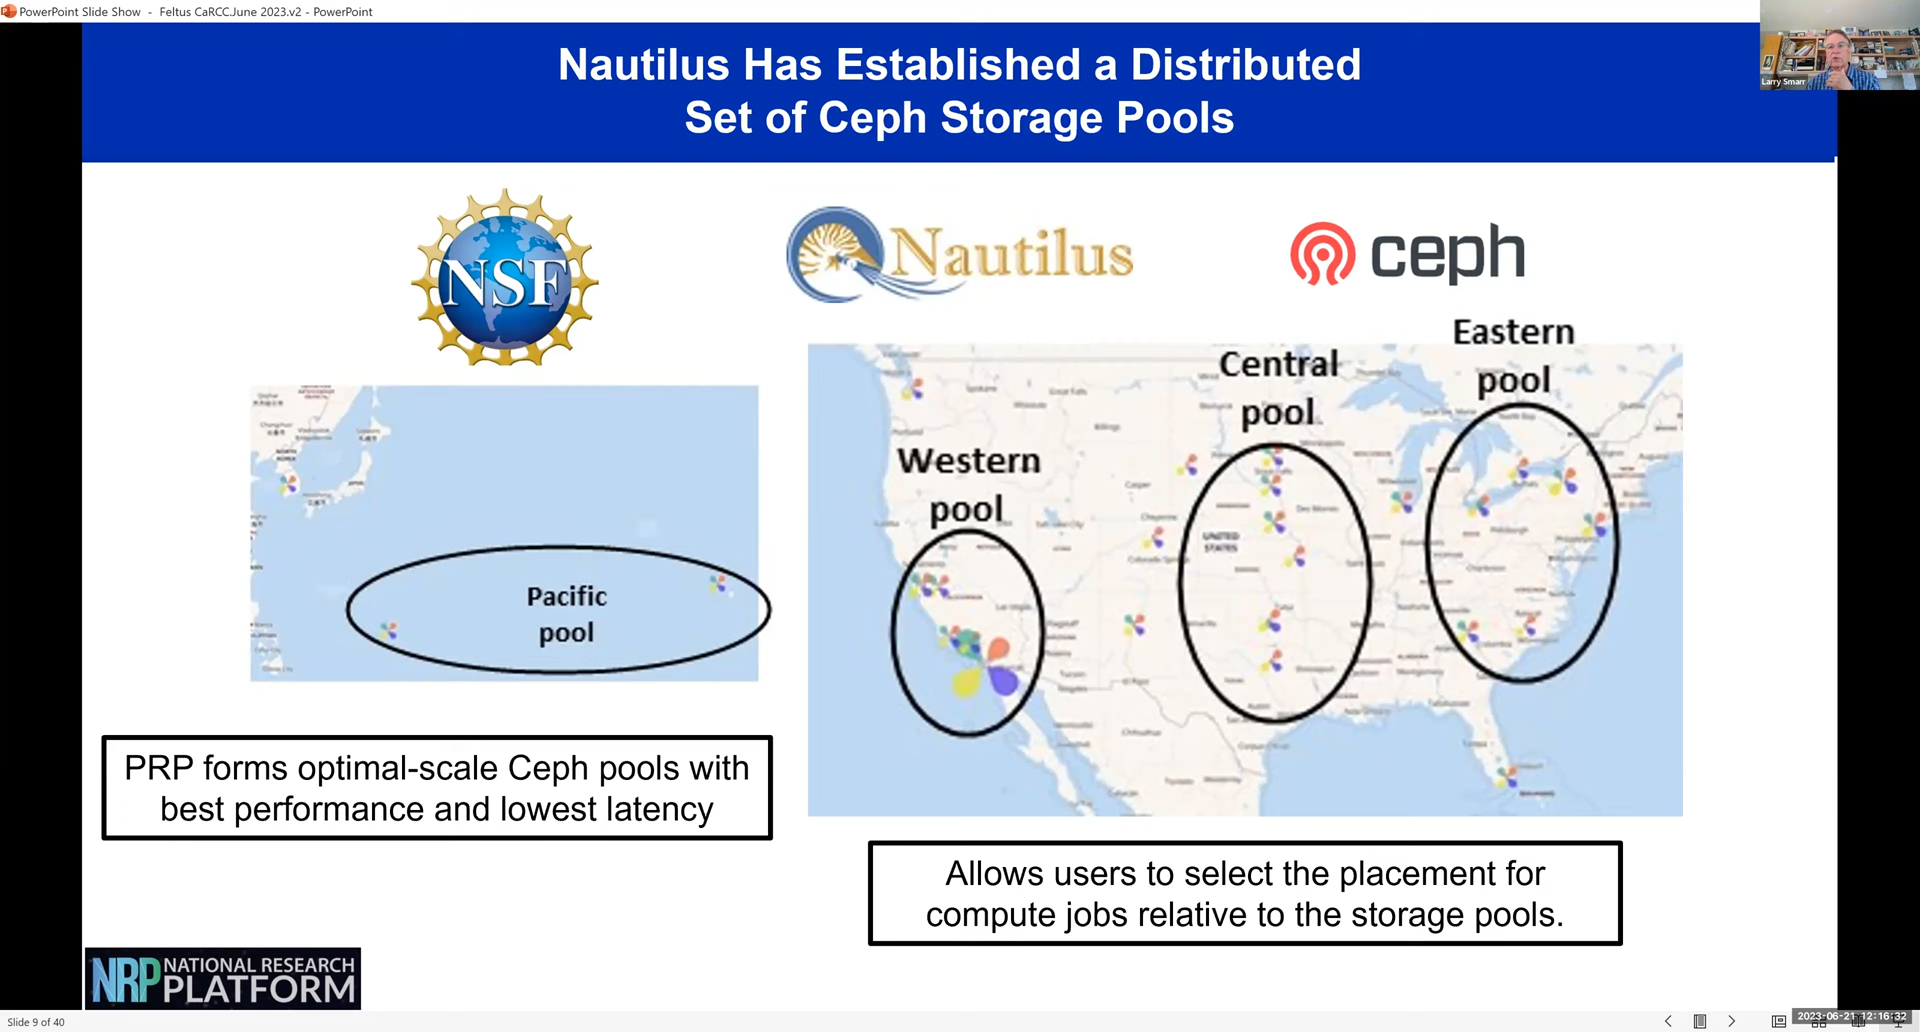 PowerPoint Slide Show - Feltus CaRCC.June 2023.v2 - PowerPoint
Larry Smarr
Nautilus Has Established a Distributed
Set of Ceph Storage Pools
NSF
Nautilus
ceph
Eastern
pool
Central
pool
Western
pool
UNITED
STATES
Pacific
pool
PRP forms optimal-scale Ceph pools with
best performance and lowest latency
Allows users to select the placement for
compute jobs relative to the storage pools.
NRP NATIONAL RESEARCH
PLATFORM
Slide 9 of 40
2023-06-21 12:16:32